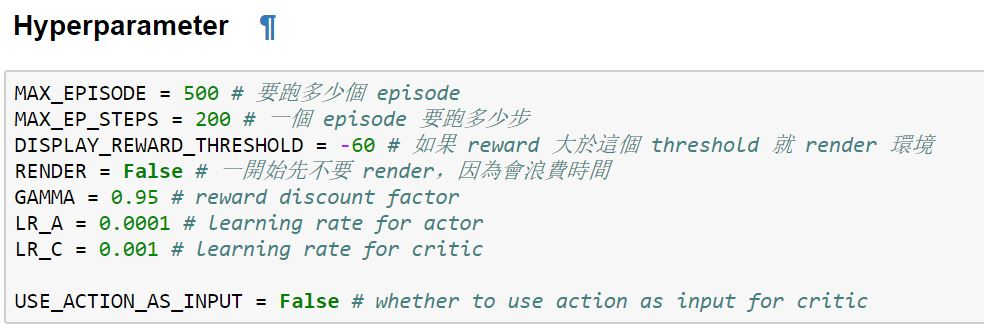 Hyperparameter ¶
MAX_EPISODE = 500 # 要跑多少個 episode
MAX_EP_STEPS = 200 # 一個 episode 要跑多少步
DISPLAY_REWARD_THRESHOLD = -60 # 如果 reward 大於這個 threshold 就 render 環境
RENDER = False # 一開始先不要 render，因為會浪費時間
GAMMA = 0.95 # reward discount factor
LR_A = 0.0001 # learning rate for actor
LR_C = 0.001 # learning rate for critic
USE_ACTION_AS_INPUT = False # whether to use action as input for critic